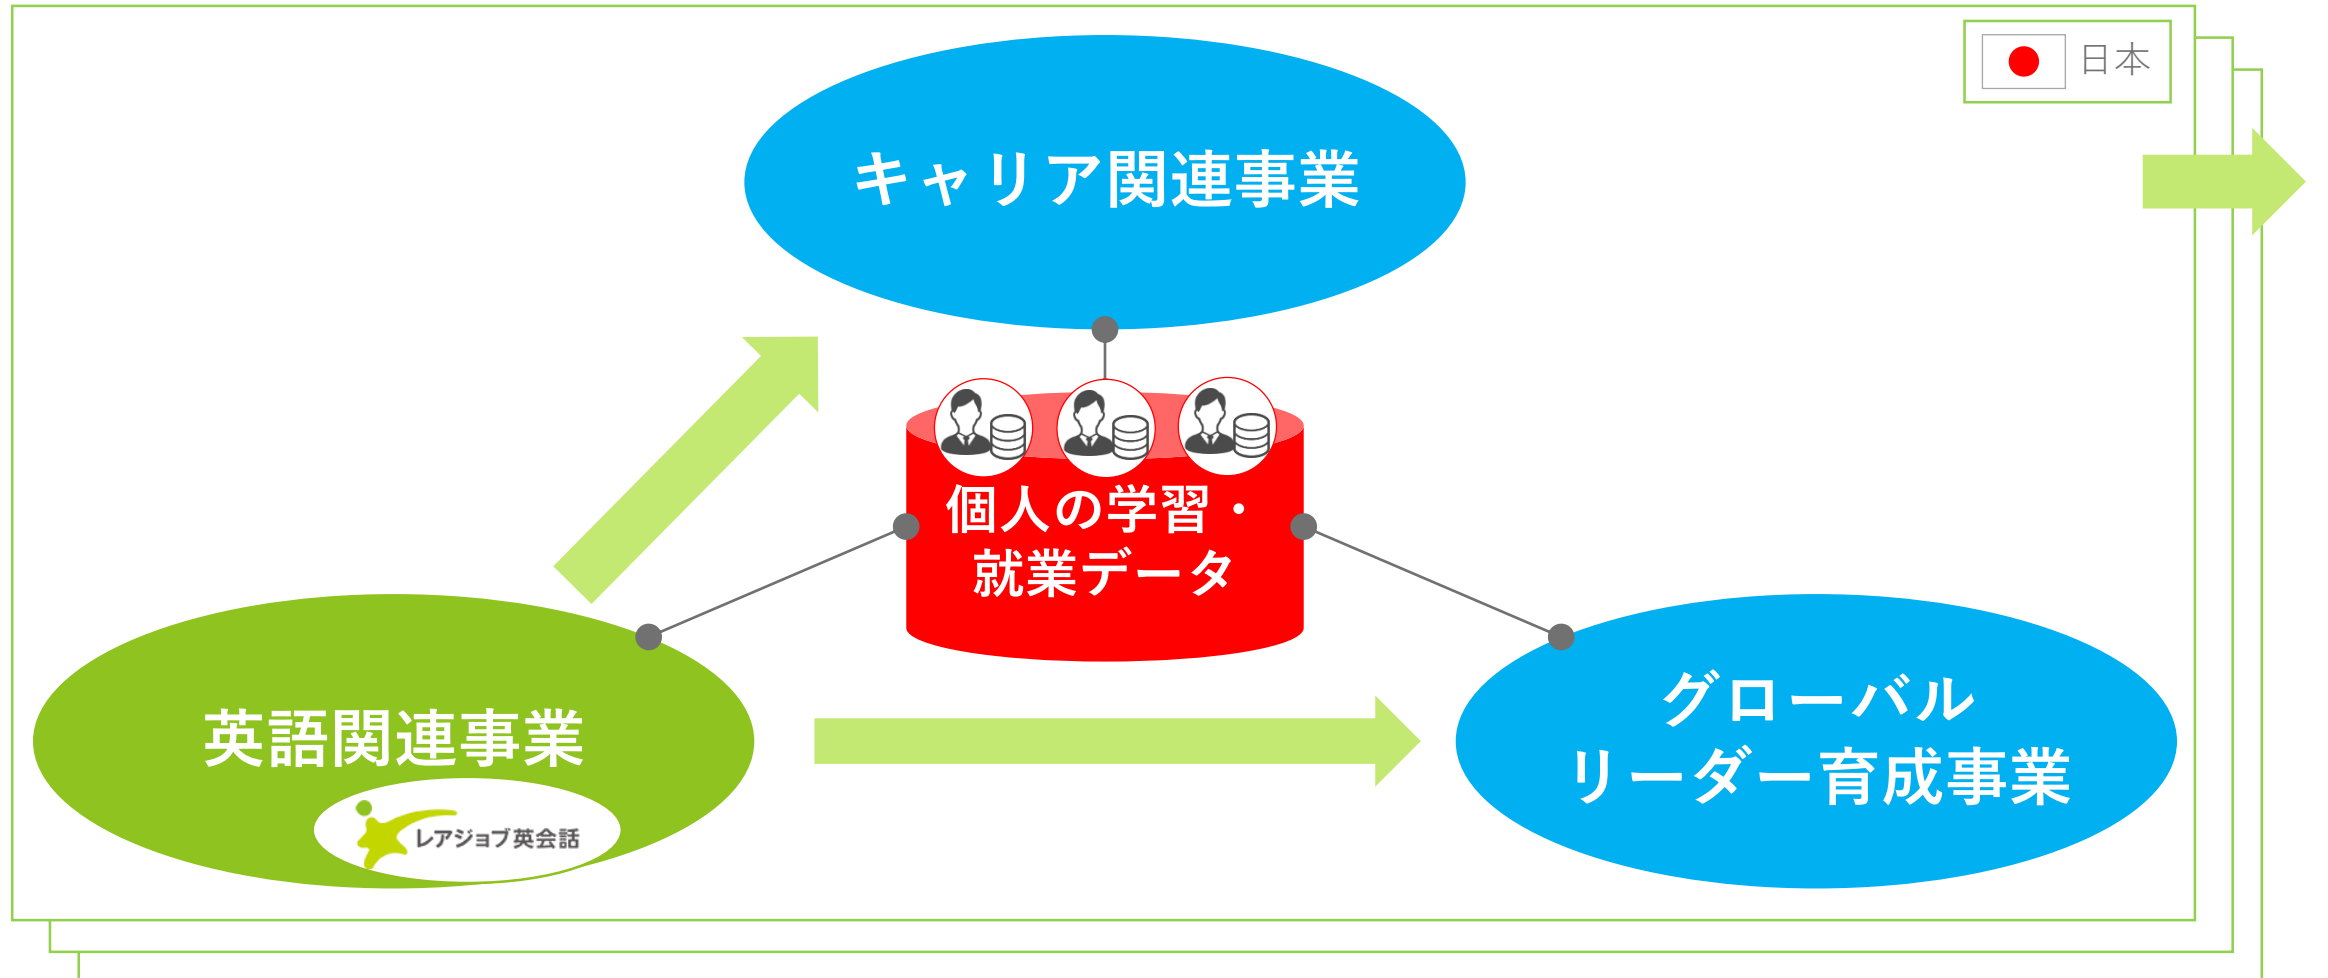 日本
キャリア関連事業
個人の学習・
就業データ
英語関連事業
レアジョブ英会話
グローバル
リーダー育成事業